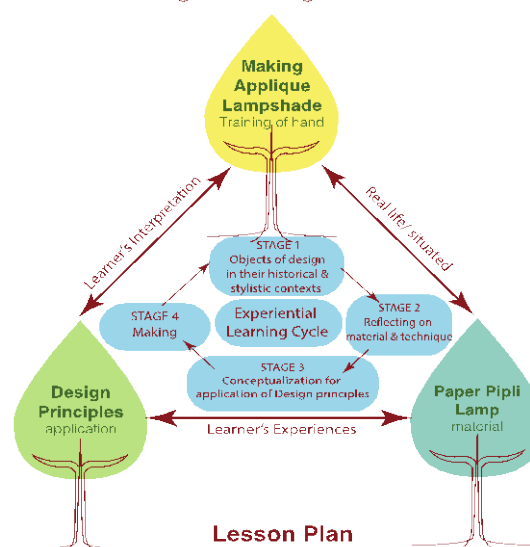 Making
Applique
Lampshade
Training of hand
Learner's Interpretation
Real life/ situated
STAGE 1
Objects of design
in their historical &
stylistic contexts
STAGE 4
Making
Experiential
Learning Cycle
STAGE 2
Reflecting on
material & technique
STAGE 3
Conceptualization for
application of Design principles
Design
Principles
application
Learner's Experiences
Paper Pipli
Lamp
material
Lesson Plan